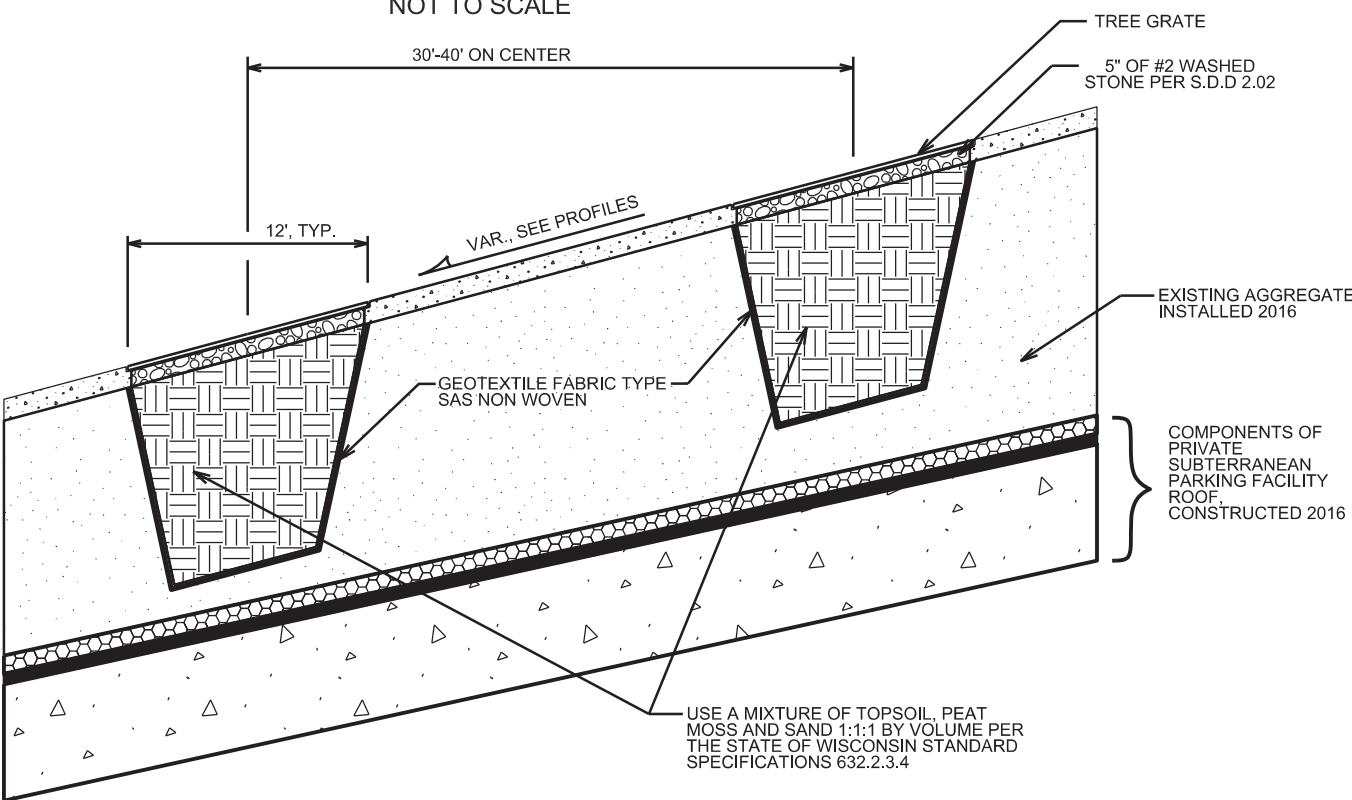 NOT TO SCALE
TREE GRATE
30'-40' ON CENTER
5" OF #2 WASHED
STONE PER S.D.D 2.02
12', TYP.
VAR., SEE PROFILES
EXISTING AGGREGATE
INSTALLED 2016
GEOTEXTILE FABRIC TYPE
SAS NON WOVEN
COMPONENTS OF
PRIVATE
SUBTERRANEAN
PARKING FACILITY
ROOF,
CONSTRUCTED 2016
USE A MIXTURE OF TOPSOIL, PEAT
MOSS AND SAND 1:1:1 BY VOLUME PER
THE STATE OF WISCONSIN STANDARD
SPECIFICATIONS 632.2.3.4